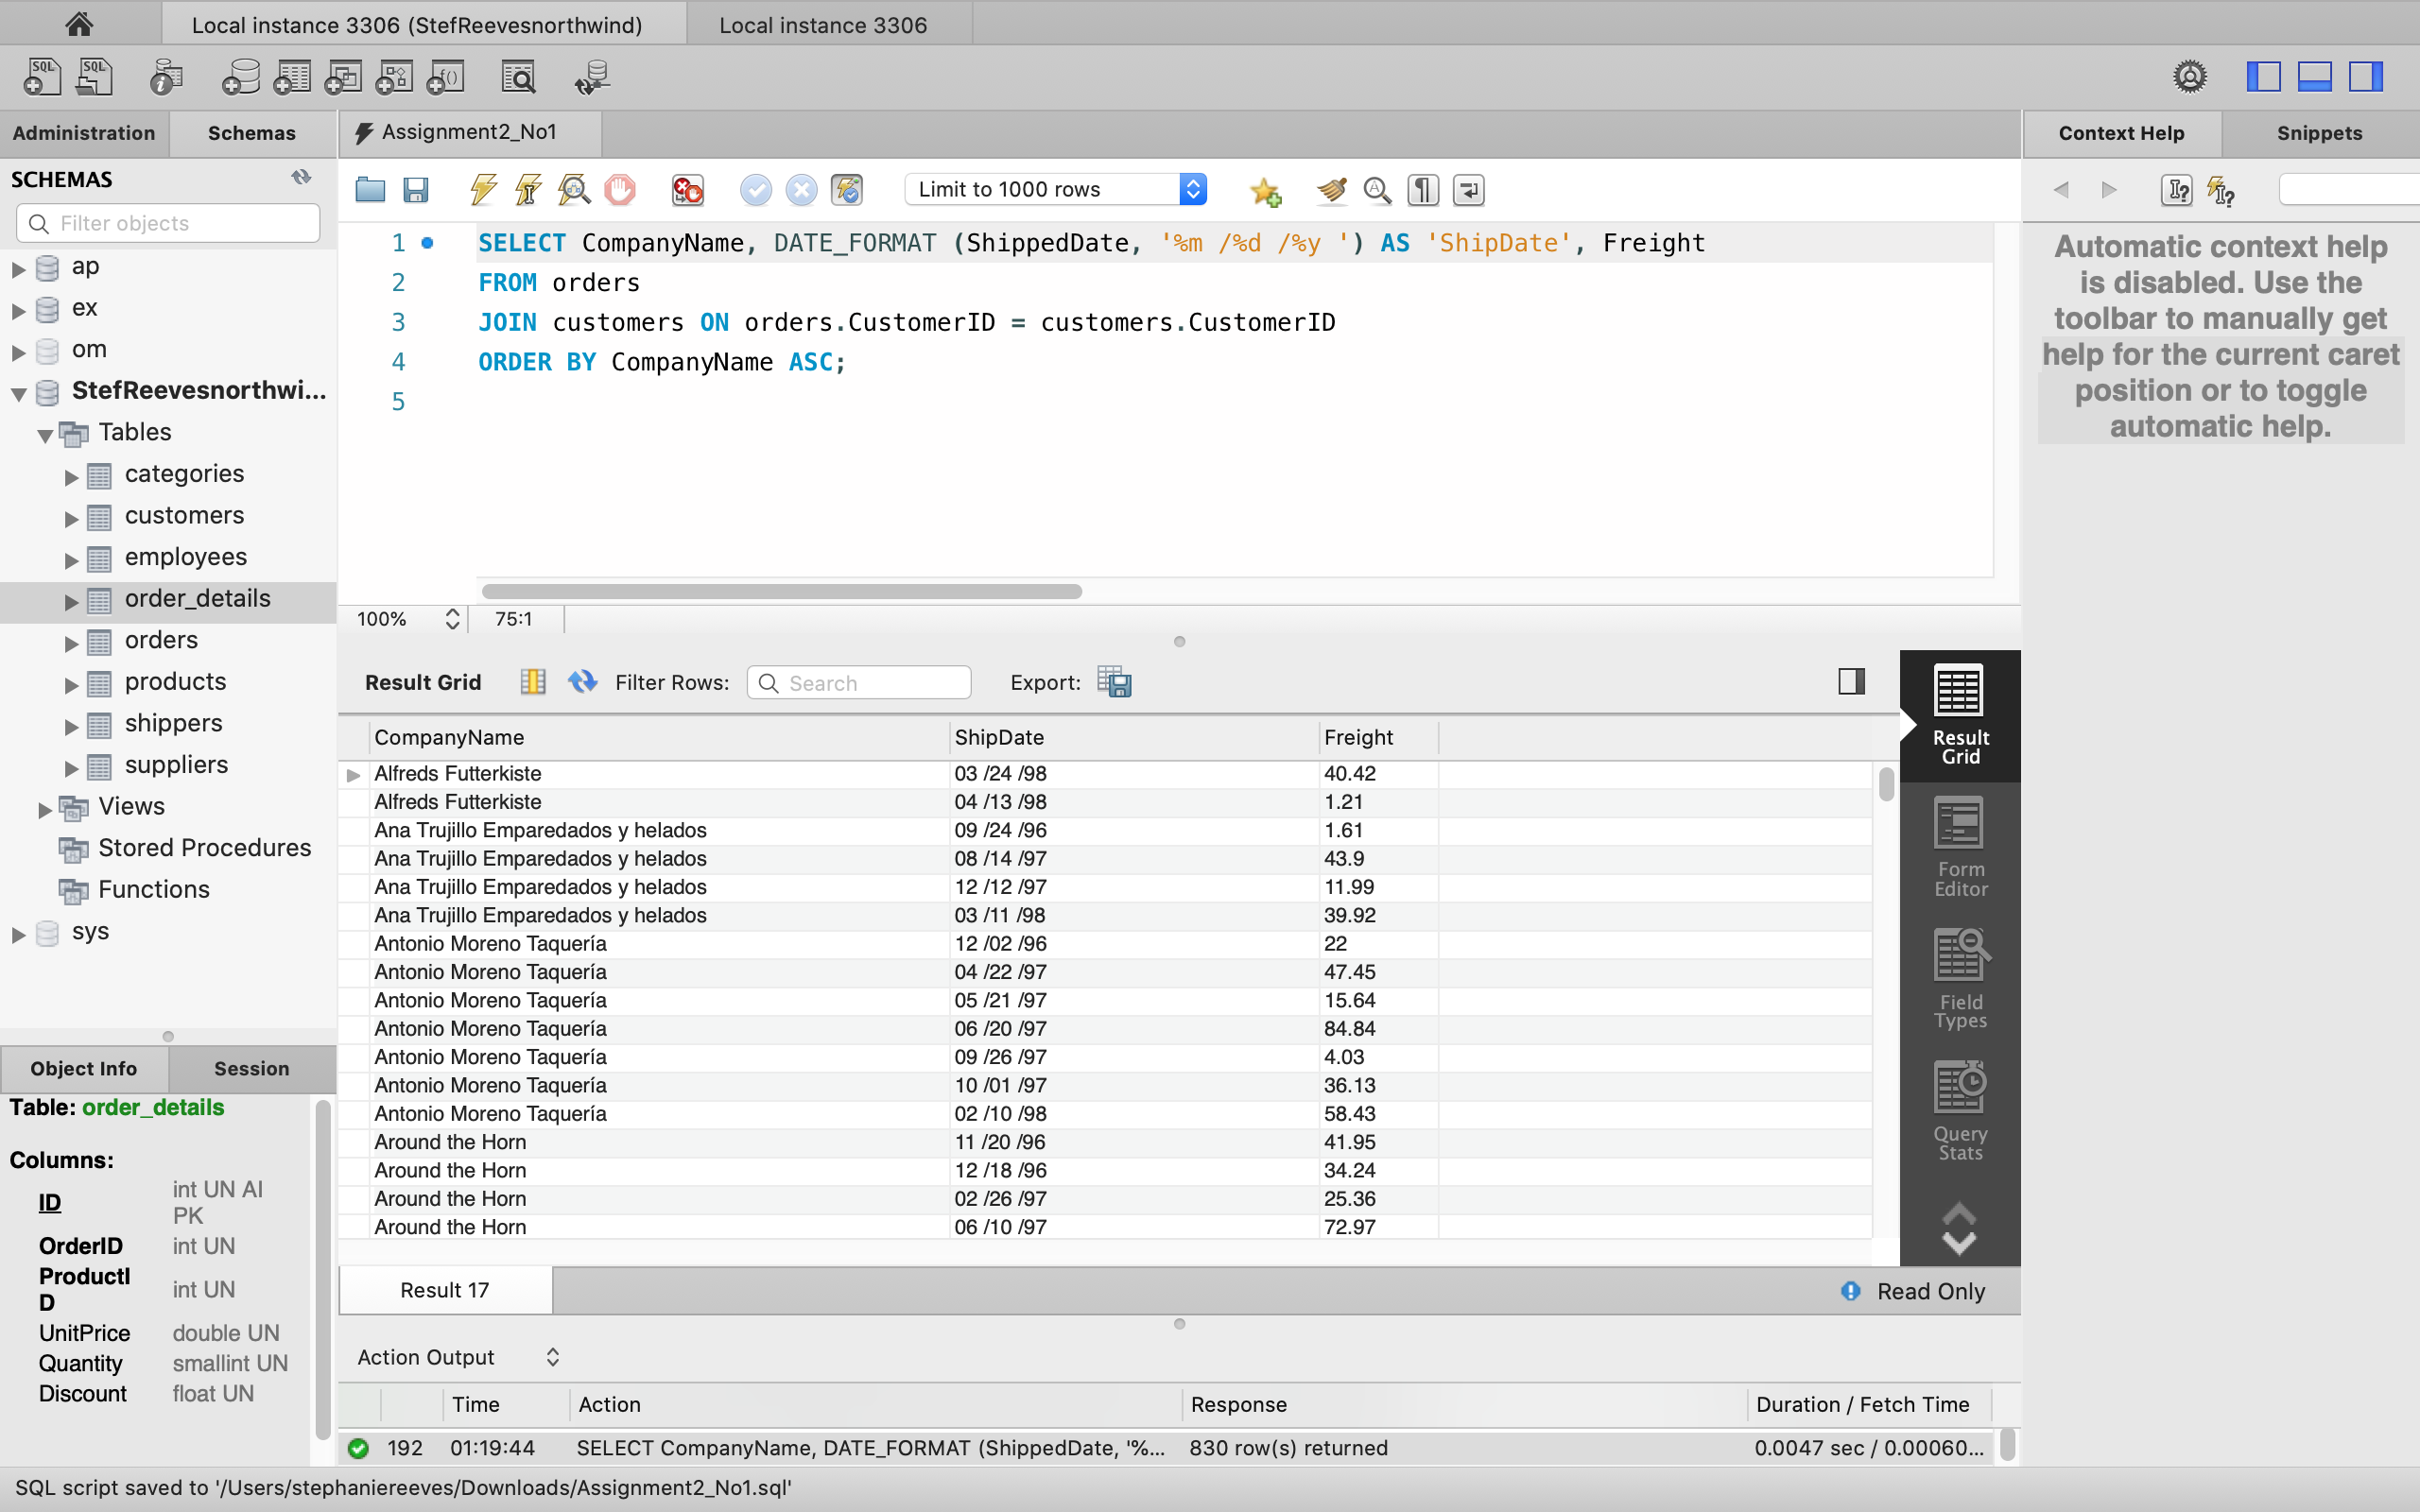 Local instance 3306 (StefReevesnorthwind) Local instance 3306
SQL SQL i f()
Administration Schemas
SCHEMAS
Filter objects
ap
ex
om
StefReevesnorthwi...
Tables
categories
customers
employees
order_details
orders
products
shippers
suppliers
Views
Stored Procedures
Functions
sys
Object Info Session
Table: order_details
Columns:
ID int UN AI PK
OrderID int UN
ProductID int UN
UnitPrice double UN
Quantity smallint UN
Discount float UN
Assignment2_No1
Limit to 1000 rows
1 SELECT CompanyName, DATE_FORMAT (ShippedDate, '%m /%d /%y ') AS 'ShipDate', Freight
2 FROM orders
3 JOIN customers ON orders.CustomerID = customers.CustomerID
4 ORDER BY CompanyName ASC;
5
100% 75:1
Result Grid Filter Rows: Search Export:
CompanyName ShipDate Freight
Alfreds Futterkiste 03 /24 /98 40.42
Alfreds Futterkiste 04 /13 /98 1.21
Ana Trujillo Emparedados y helados 09 /24 /96 1.61
Ana Trujillo Emparedados y helados 08 /14 /97 43.9
Ana Trujillo Emparedados y helados 12 /12 /97 11.99
Ana Trujillo Emparedados y helados 03 /11 /98 39.92
Antonio Moreno Taquería 12 /02 /96 22
Antonio Moreno Taquería 04 /22 /97 47.45
Antonio Moreno Taquería 05 /21 /97 15.64
Antonio Moreno Taquería 06 /20 /97 84.84
Antonio Moreno Taquería 09 /26 /97 4.03
Antonio Moreno Taquería 10 /01 /97 36.13
Antonio Moreno Taquería 02 /10 /98 58.43
Around the Horn 11 /20 /96 41.95
Around the Horn 12 /18 /96 34.24
Around the Horn 02 /26 /97 25.36
Around the Horn 06 /10 /97 72.97
Result
Grid
Form
Editor
Field
Types
Query
Stats
Result 17 Read Only
Action Output
Time Action Response Duration / Fetch Time
192 01:19:44 SELECT CompanyName, DATE_FORMAT (ShippedDate, '%... 830 row(s) returned 0.0047 sec / 0.00060...
Context Help Snippets
Automatic context help
is disabled. Use the
toolbar to manually get
help for the current caret
position or to toggle
automatic help.
SQL script saved to '/Users/stephaniereeves/Downloads/Assignment2_No1.sql'